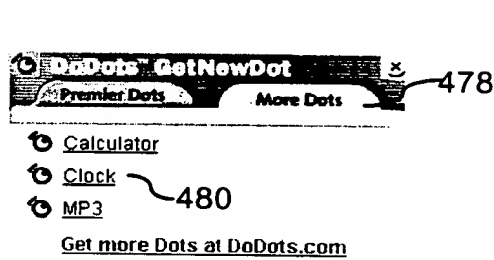 DoDots™ GetNewDot x
Premier Dots More Dots 478
Calculator
Clock 480
MP3
Get more Dots at DoDots.com